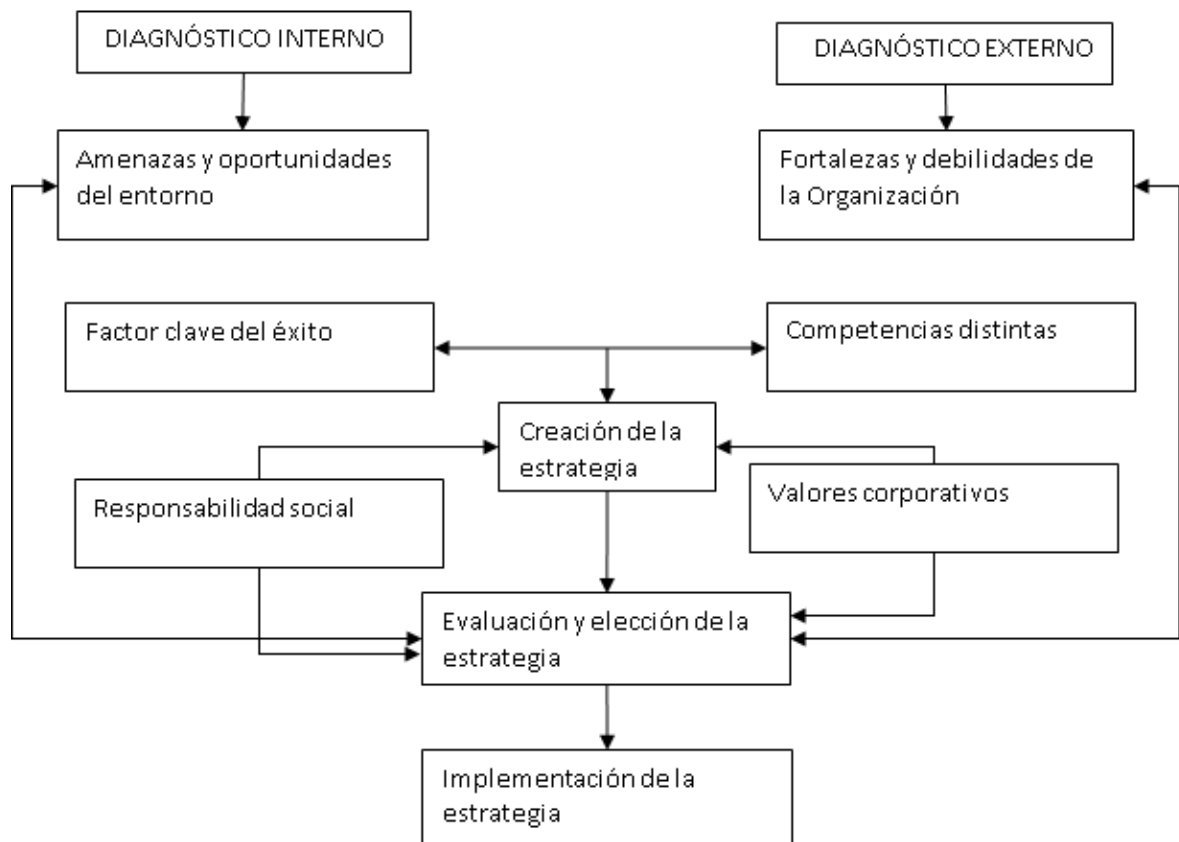 DIAGNÓSTICO INTERNO
DIAGNÓSTICO EXTERNO
Amenazas y oportunidades
del entorno
Fortalezas y debilidades de
la Organización
Factor clave del éxito
Competencias distintas
Creación de la
estrategia
Responsabilidad social
Valores corporativos
Evaluación y elección de la
estrategia
Implementación de la
estrategia